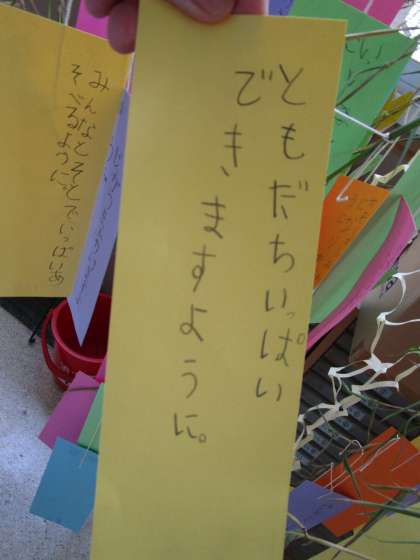 ともだちいっぱい
できますように。
みんなとそとでいっぱいあ
そべるように。